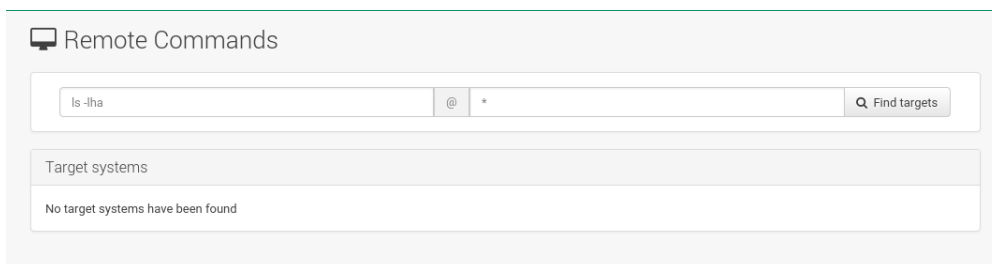 Remote Commands
ls -lha @ * Find targets
Target systems
No target systems have been found